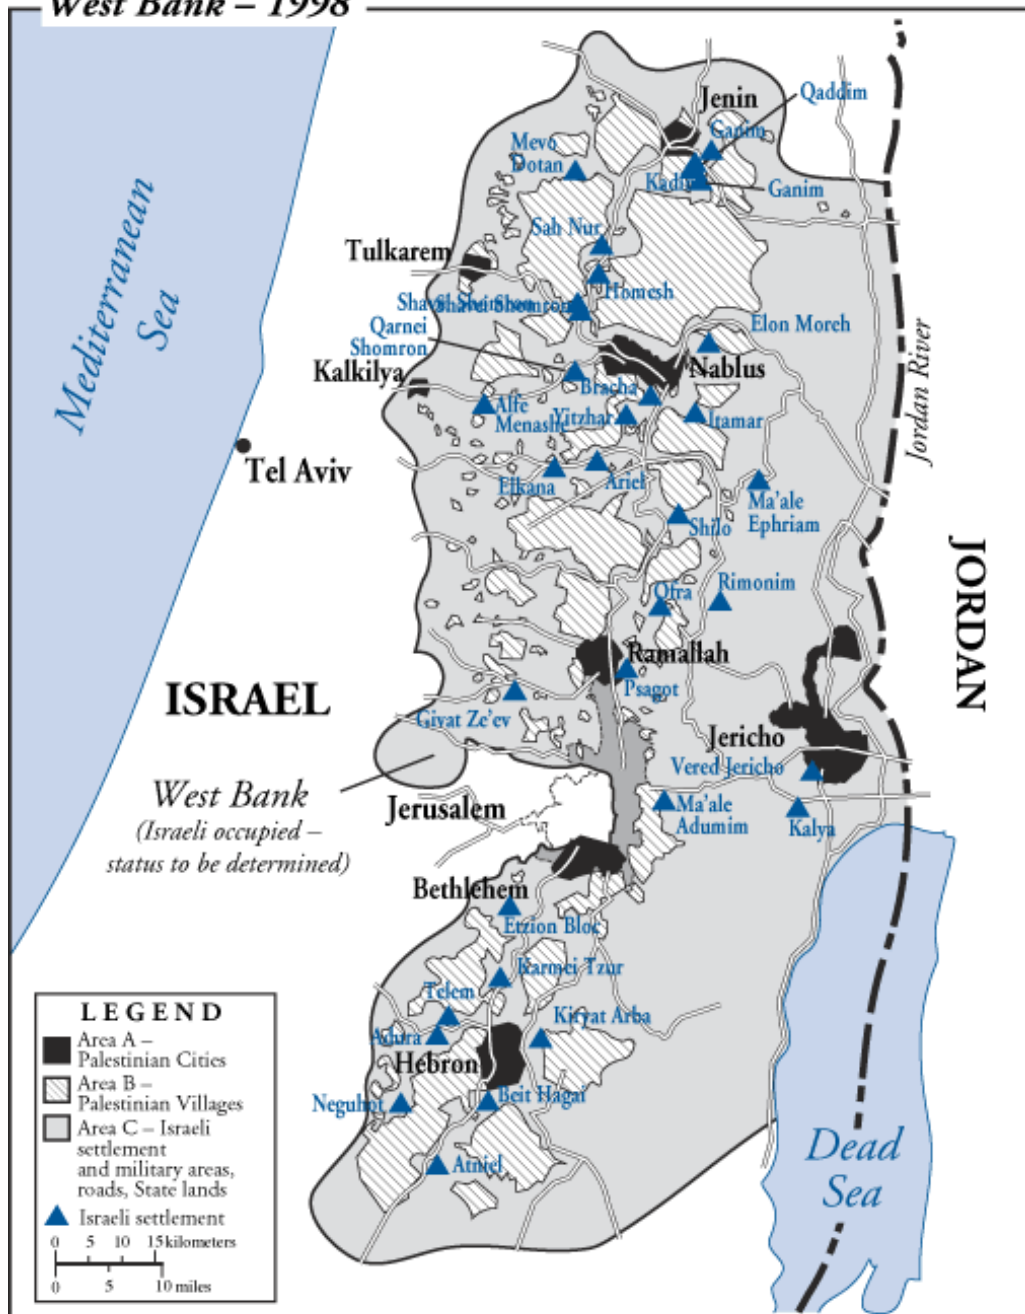 West Bank – 1998
Qaddim
Jenin
Ganim
Mevo
Dotan
Ganim
Sah Nur
Tulkarem
Homesh
Shavei Shomron
Qarnei
Shomron
Elon Moreh
Kalkilya
Nablus
Bracha
Alfe
Menashe
Yitzhar
Itamar
Tel Aviv
Elkana
Ariel
Ma'ale
Ephriam
Shilo
Mediterranean
Sea
Jordan River
JORDAN
Ofra
Rimonim
Ramallah
Psagot
ISRAEL
Givat Ze'ev
Jericho
Vered Jericho
West Bank
(Israeli occupied –
status to be determined)
Jerusalem
Ma'ale
Adumim
Kalya
Bethlehem
Etzion Bloc
Karmei Tzur
Telem
Kiryat Arba
Adura
Hebron
Neguhot
Beit Hagai
Atniel
Dead
Sea
LEGEND
Area A –
Palestinian Cities
Area B –
Palestinian Villages
Area C – Israeli
settlement
and military areas,
roads, State lands
Israeli settlement
0 5 10 15 kilometers
0 5 10 miles